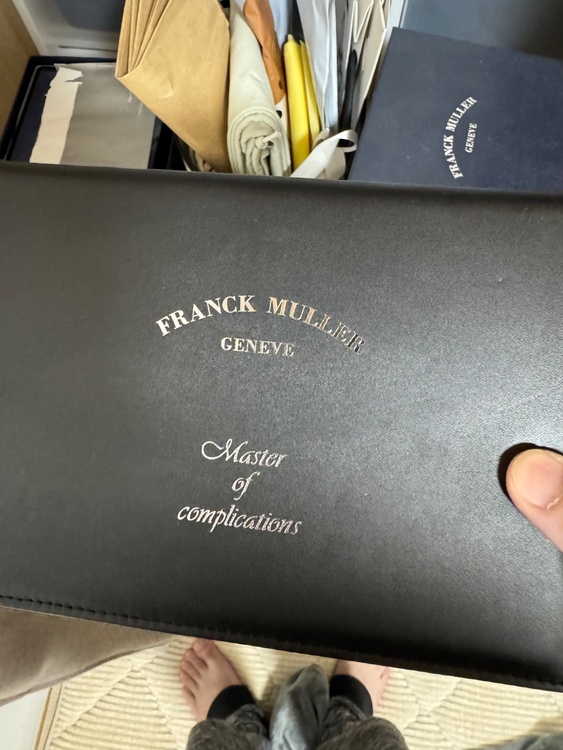 FRANCK MULLER
GENEVE
FRANCK MULLER
GENEVE
Master
of
complications